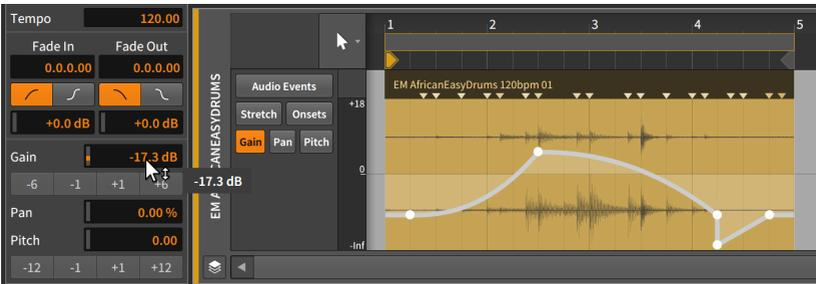 Tempo 120.00
Fade In Fade Out
0.0.0.00 0.0.0.00
+0.0 dB +0.0 dB
Gain -17.3 dB
-6 -1 +1 +6
-17.3 dB
Pan 0.00 %
Pitch 0.00
-12 -1 +1 +12
EM AFRICANEASYDRUMS
Audio Events
Stretch Onsets
Gain Pan Pitch
1 2 3 4 5
EM AfricanEasyDrums 120bpm 01
+18
0
-Inf